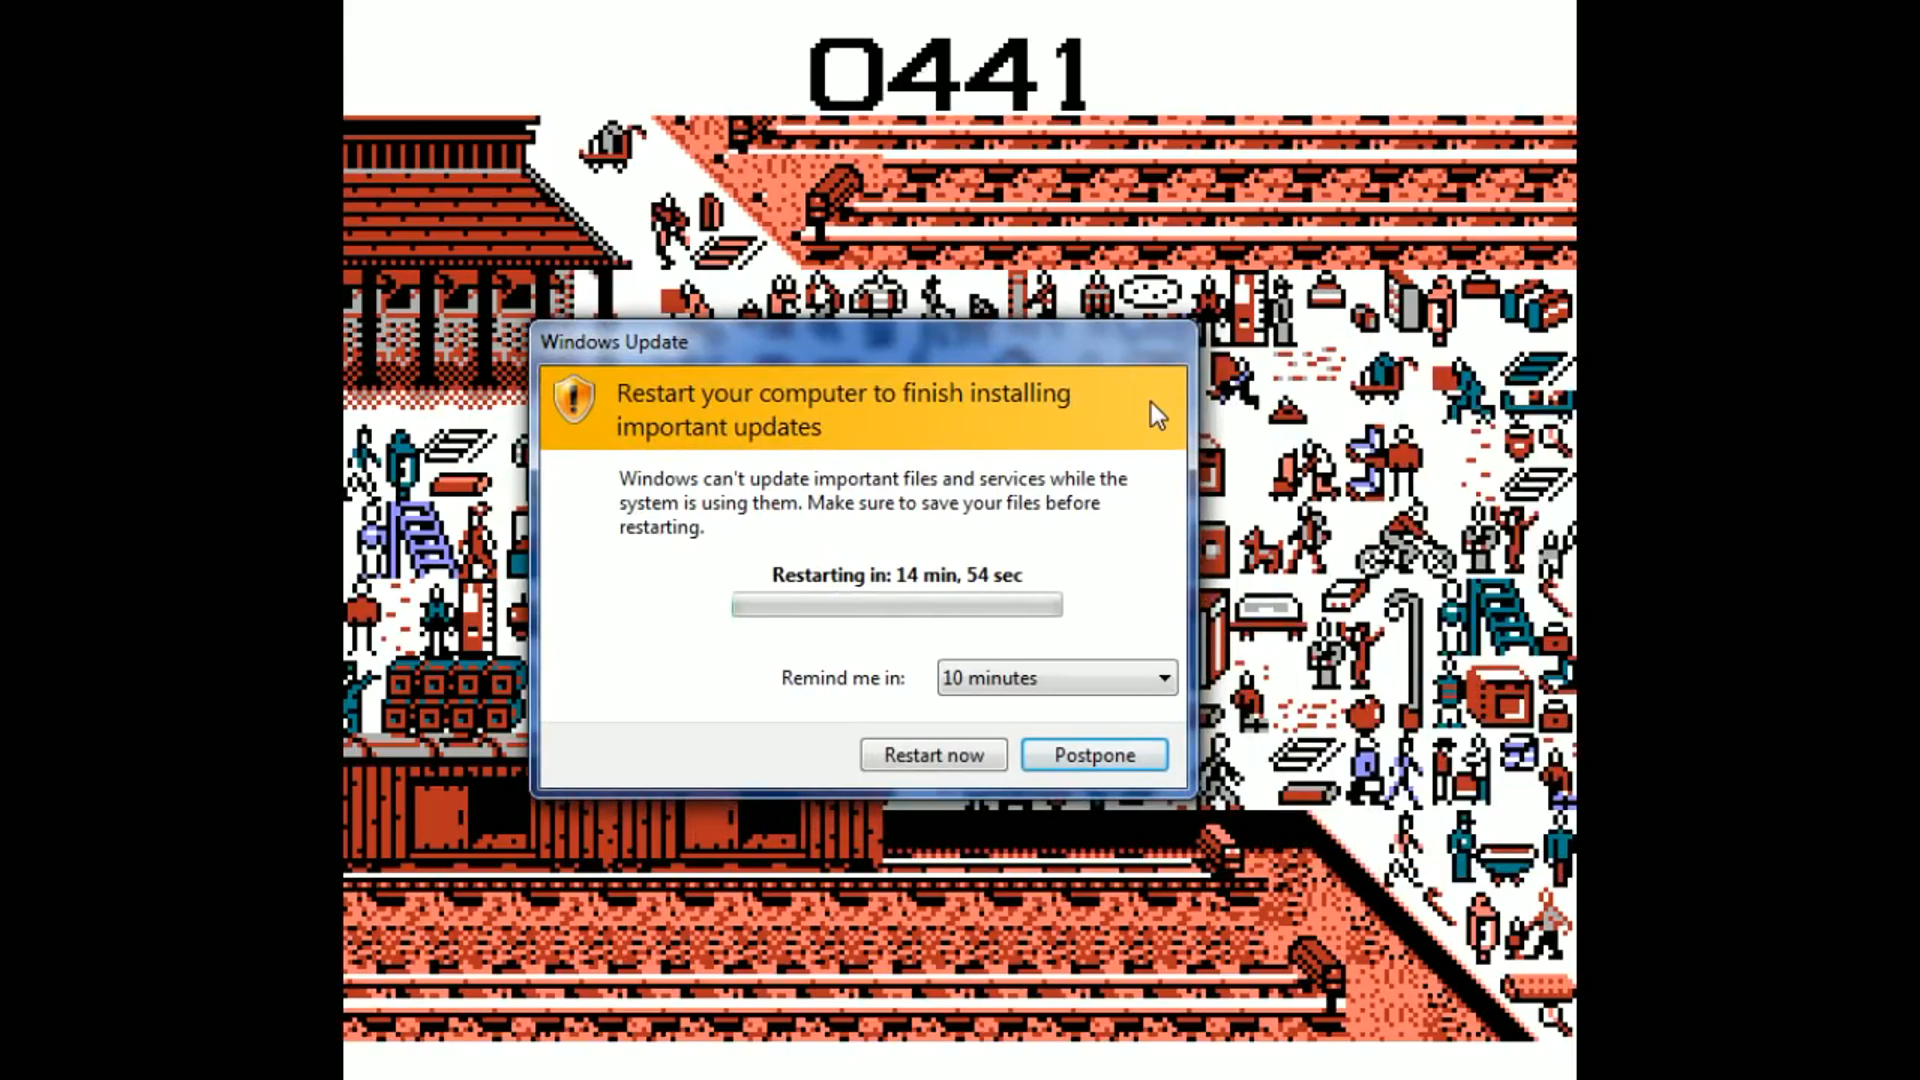 0441
Windows Update
Restart your computer to finish installing
important updates
Windows can't update important files and services while the
system is using them. Make sure to save your files before
restarting.
Restarting in: 14 min, 54 sec
Remind me in: 10 minutes
Restart now Postpone